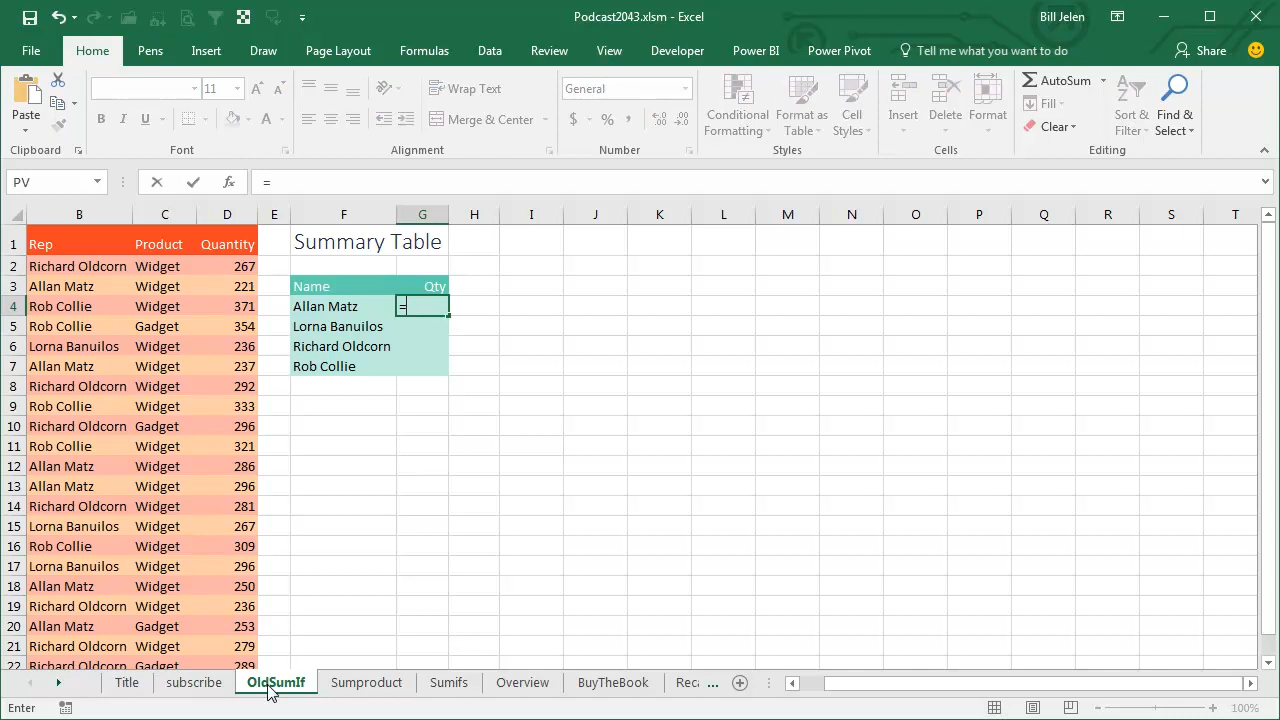 Podcast2043.xlsm - Excel
Bill Jelen
File Home Pens Insert Draw Page Layout Formulas Data Review View Developer Power BI Power Pivot Tell me what you want to do Share
Paste
Clipboard
11
B I U
A A A
Font
Wrap Text
Merge & Center
Alignment
General
$ % ,
Number
Conditional Formatting
Format as Table
Cell Styles
Styles
Insert Delete Format
Cells
AutoSum
Fill
Clear
Sort & Filter
Find & Select
Editing
PV fx =
B C D E F G H I J K L M N O P Q R S T
1 Rep Product Quantity Summary Table
2 Richard Oldcorn Widget 267
3 Allan Matz Widget 221 Name Qty
4 Rob Collie Widget 371 Allan Matz =
5 Rob Collie Gadget 354 Lorna Banuilos
6 Lorna Banuilos Widget 236 Richard Oldcorn
7 Allan Matz Widget 237 Rob Collie
8 Richard Oldcorn Widget 292
9 Rob Collie Widget 333
10 Richard Oldcorn Gadget 296
11 Rob Collie Widget 321
12 Allan Matz Widget 286
13 Allan Matz Widget 296
14 Richard Oldcorn Widget 281
15 Lorna Banuilos Widget 267
16 Rob Collie Widget 309
17 Lorna Banuilos Widget 296
18 Allan Matz Widget 250
19 Richard Oldcorn Widget 236
20 Allan Matz Gadget 253
21 Richard Oldcorn Widget 279
22 Richard Oldcorn Gadget 289
Title subscribe OldSumIf Sumproduct Sumifs Overview BuyTheBook Reca ...
Enter 100%